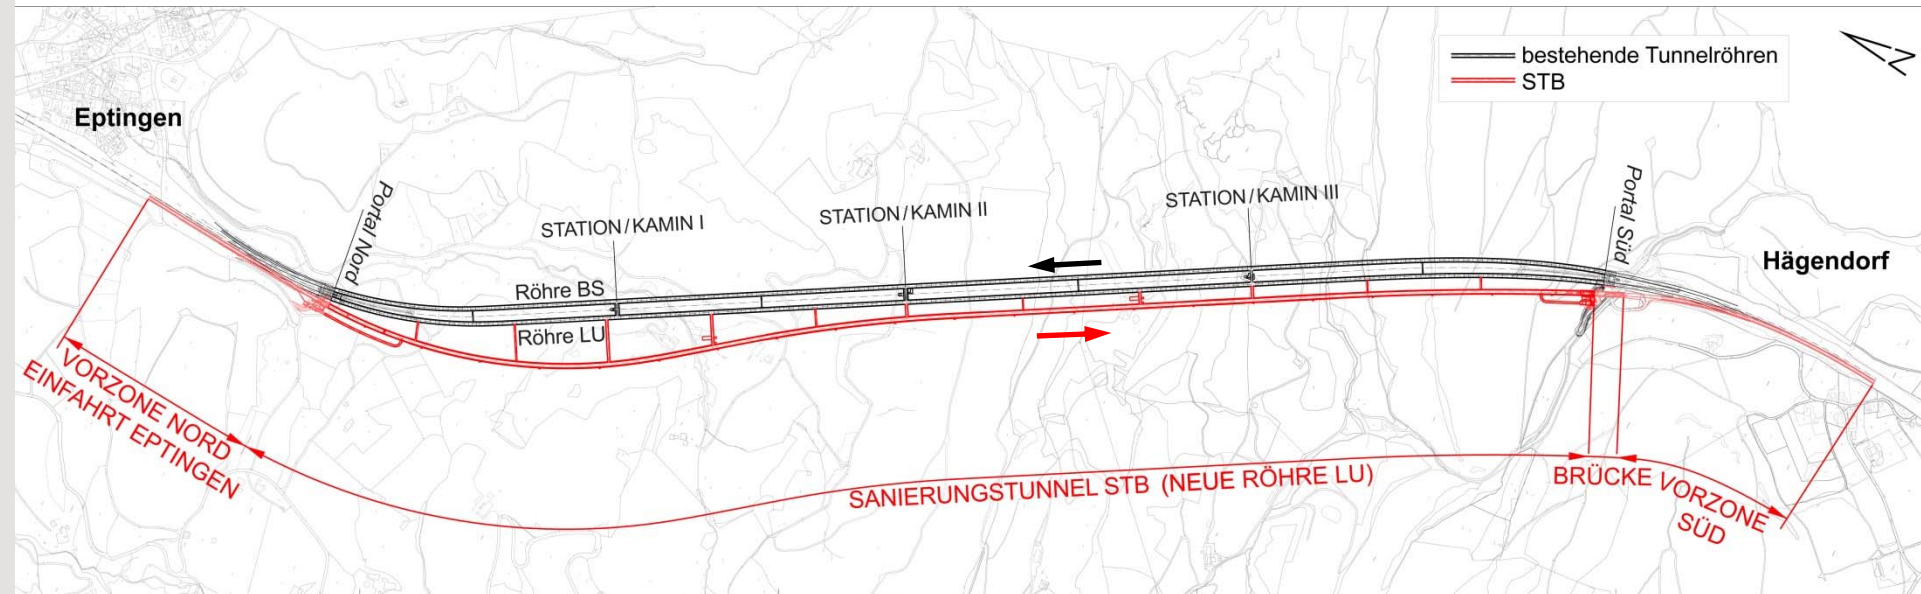 bestehende Tunnelröhren
STB
Eptingen
Portal Nord
STATION/KAMIN I
STATION/KAMIN II
STATION/KAMIN III
Portal Süd
Hägendorf
Röhre BS
Röhre LU
VORZONE NORD
EINFAHRT EPTINGEN
SANIERUNGSTUNNEL STB (NEUE RÖHRE LU)
BRÜCKE
VORZONE
SÜD
N